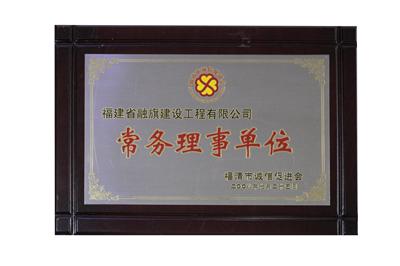 福建省融旗建设工程有限公司
常务理事单位
福清市诚信促进会